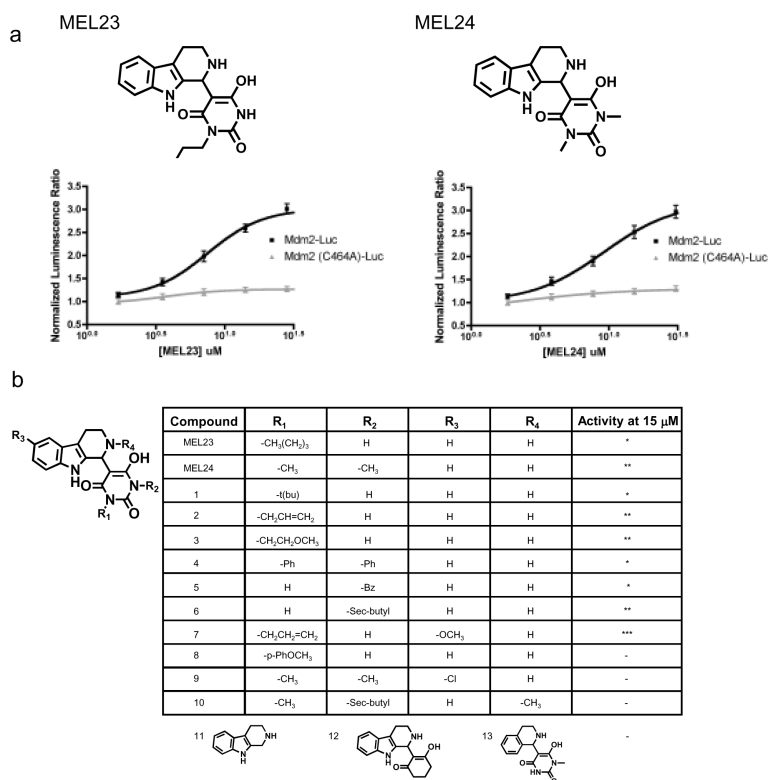 MEL23
MEL24
a
NH
N
H
OH
O
NH
N
O
NH
N
H
OH
O
N
N
O
Normalized Luminescence Ratio
3.5
3.0
2.5
2.0
1.5
1.0
0.5
Mdm2-Luc
Mdm2 (C464A)-Luc
10^0.0
10^0.5
10^1.0
10^1.5
[MEL23] uM
Normalized Luminescence Ratio
3.5
3.0
2.5
2.0
1.5
1.0
0.5
Mdm2-Luc
Mdm2 (C464A)-Luc
10^0.0
10^0.5
10^1.0
10^1.5
[MEL24] uM
b
R₃
N-R₄
N
H
OH
O
N-R₂
N
R₁
O
Compound R₁ R₂ R₃ R₄ Activity at 15 μM
MEL23 -CH₃(CH₂)₃ H H H *
MEL24 -CH₃ -CH₃ H H **
1 -t(bu) H H H *
2 -CH₂CH=CH₂ H H H **
3 -CH₂CH₂OCH₃ H H H **
4 -Ph -Ph H H *
5 H -Bz H H *
6 H -Sec-butyl H H **
7 -CH₂CH₂=CH₂ H -OCH₃ H ***
8 -p-PhOCH₃ H H H -
9 -CH₃ -CH₃ -Cl H -
10 -CH₃ -Sec-butyl H -CH₃ -
11
NH
N
H
12
NH
N
H
OH
O
13
NH
OH
O
N
HN
-